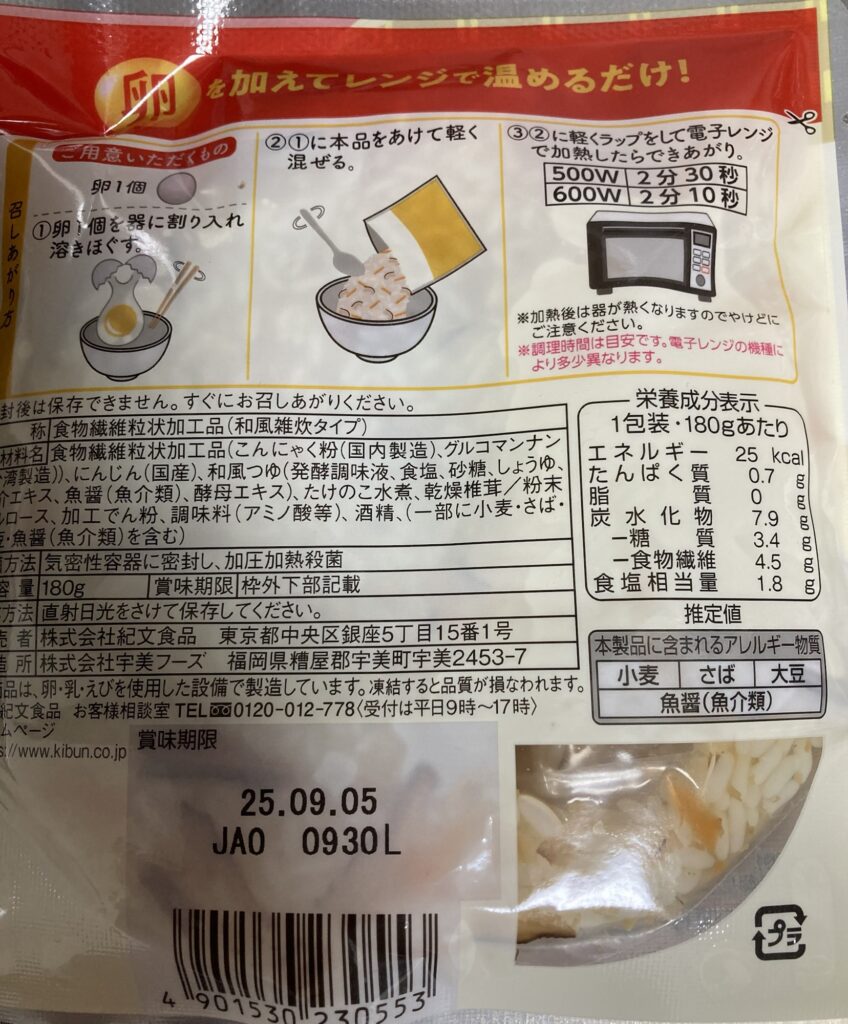 卵を加えてレンジで温めるだけ!
召しあがり方
ご用意いただくもの
卵1個
①卵1個を器に割り入れ
溶きほぐす。
②①に本品をあけて軽く
混ぜる。
③②に軽くラップをして電子レンジ
で加熱したらできあがり。
500W 2分30秒
600W 2分10秒
※加熱後は器が熱くなりますのでやけどに
ご注意ください。
※調理時間は目安です。電子レンジの機種に
より多少異なります。
封後は保存できません。すぐにお召しあがりください。
称 食物繊維粒状加工品(和風雑炊タイプ)
材料名 食物繊維粒状加工品(こんにゃく粉(国内製造)、グルコマンナン
湾製造))、にんじん(国産)、和風つゆ(発酵調味液、食塩、砂糖、しょうゆ、
介エキス、魚醤(魚介類)、酵母エキス)、たけのこ水煮、乾燥椎茸/粉末
ルロース、加工でん粉、調味料(アミノ酸等)、酒精、(一部に小麦・さば・
豆・魚醤(魚介類)を含む)
方法 気密性容器に密封し、加圧加熱殺菌
容量 180g 賞味期限 枠外下部記載
方法 直射日光をさけて保存してください。
売者 株式会社紀文食品 東京都中央区銀座5丁目15番1号
造所 株式会社宇美フーズ 福岡県糟屋郡宇美町宇美2453-7
品は、卵・乳・えびを使用した設備で製造しています。凍結すると品質が損なわれます。
紀文食品 お客様相談室 TEL 0120-012-778〈受付は平日9時~17時〉
ムページ
s://www.kibun.co.jp
栄養成分表示
1包装・180gあたり
エネルギー 25 kcal
たんぱく質 0.7 g
脂質 0 g
炭水化物 7.9 g
-糖質 3.4 g
-食物繊維 4.5 g
食塩相当量 1.8 g
推定値
本製品に含まれるアレルギー物質
小麦 さば 大豆
魚醤(魚介類)
賞味期限
25.09.05
JAO 0930L
4 901530 230553
プラ